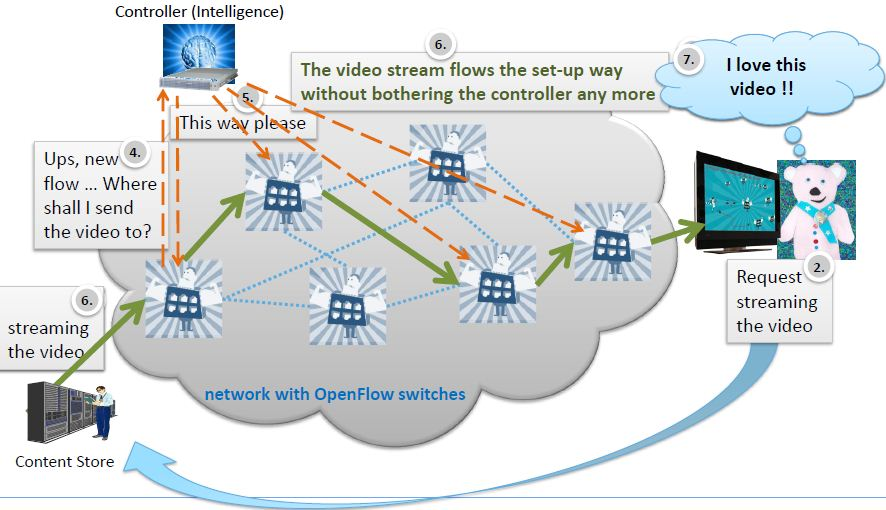 Controller (Intelligence)
6.
The video stream flows the set-up way
without bothering the controller any more
7.
I love this
video !!
5.
This way please
4.
Ups, new
flow ... Where
shall I send
the video to?
2.
Request
streaming
the video
6.
streaming
the video
network with OpenFlow switches
Content Store